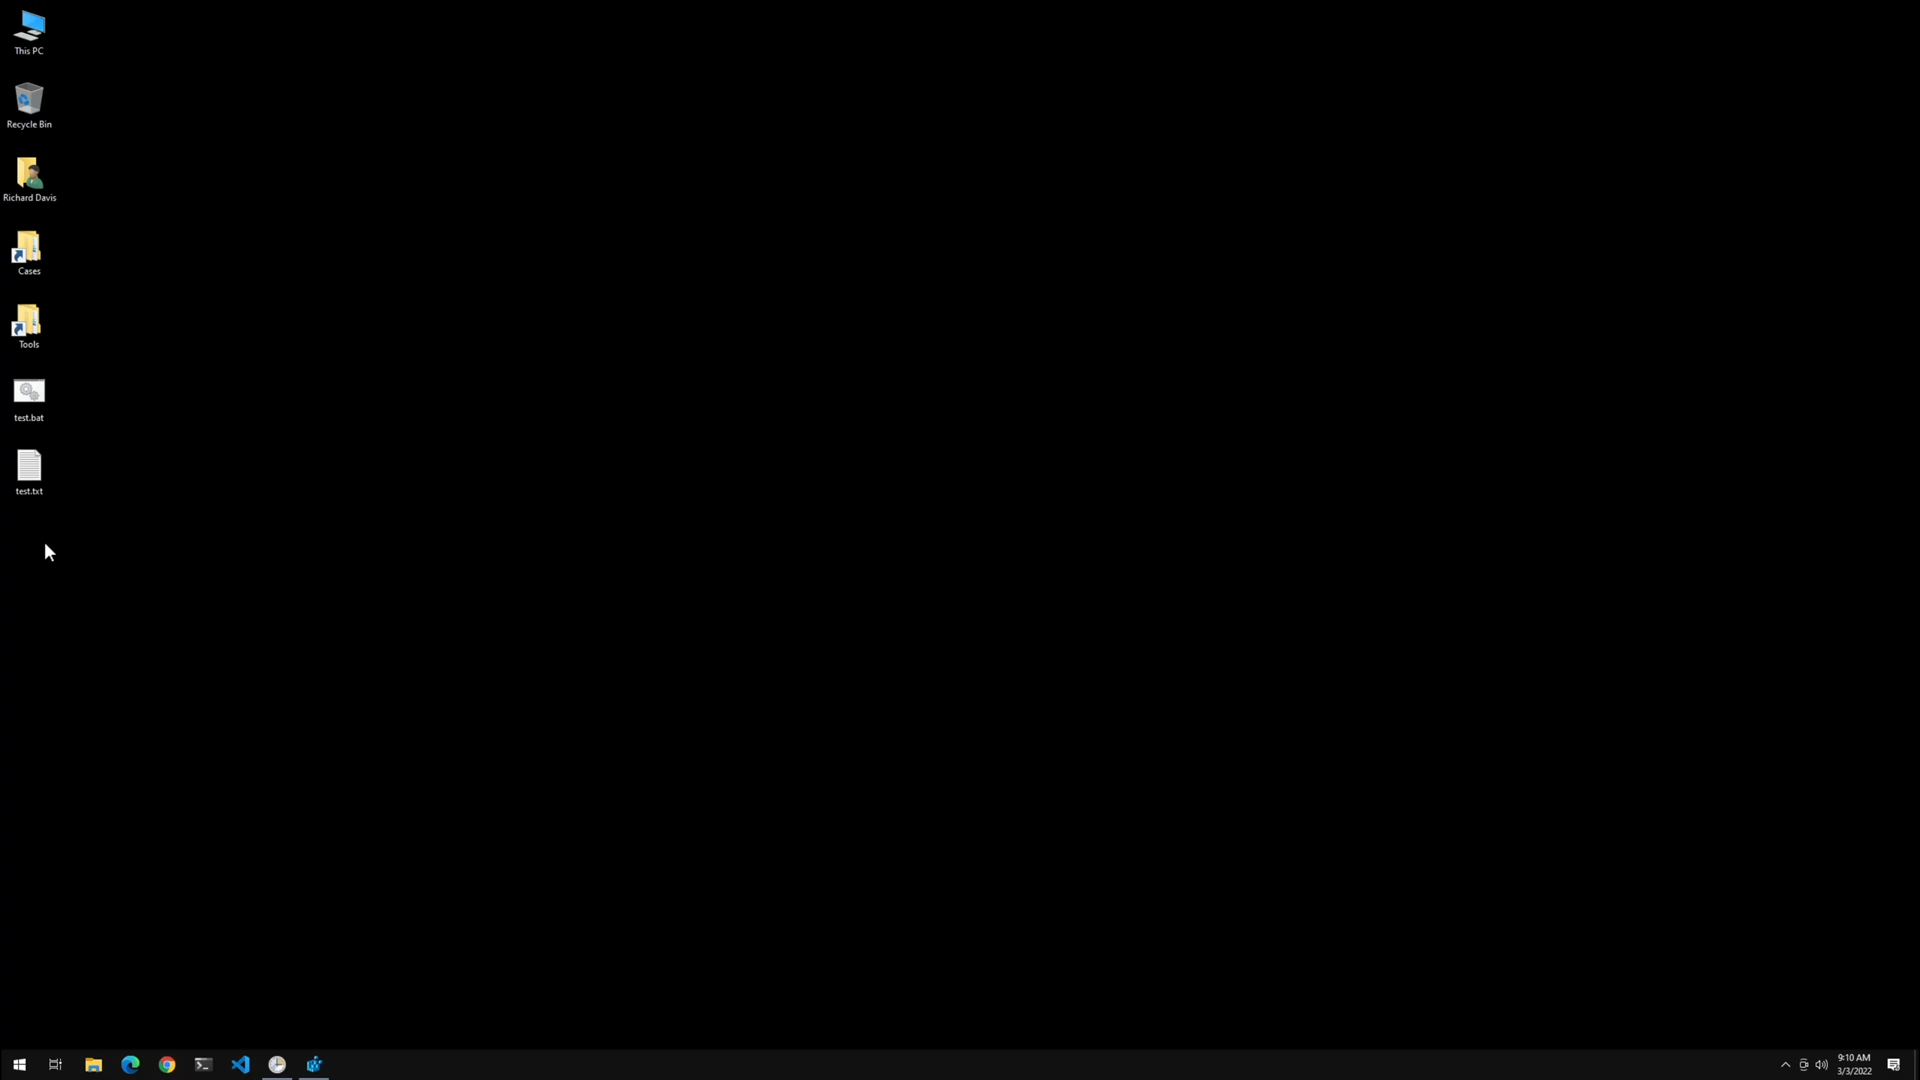 This PC
Recycle Bin
Richard Davis
Cases
Tools
test.bat
test.txt
9:10 AM
3/3/2022